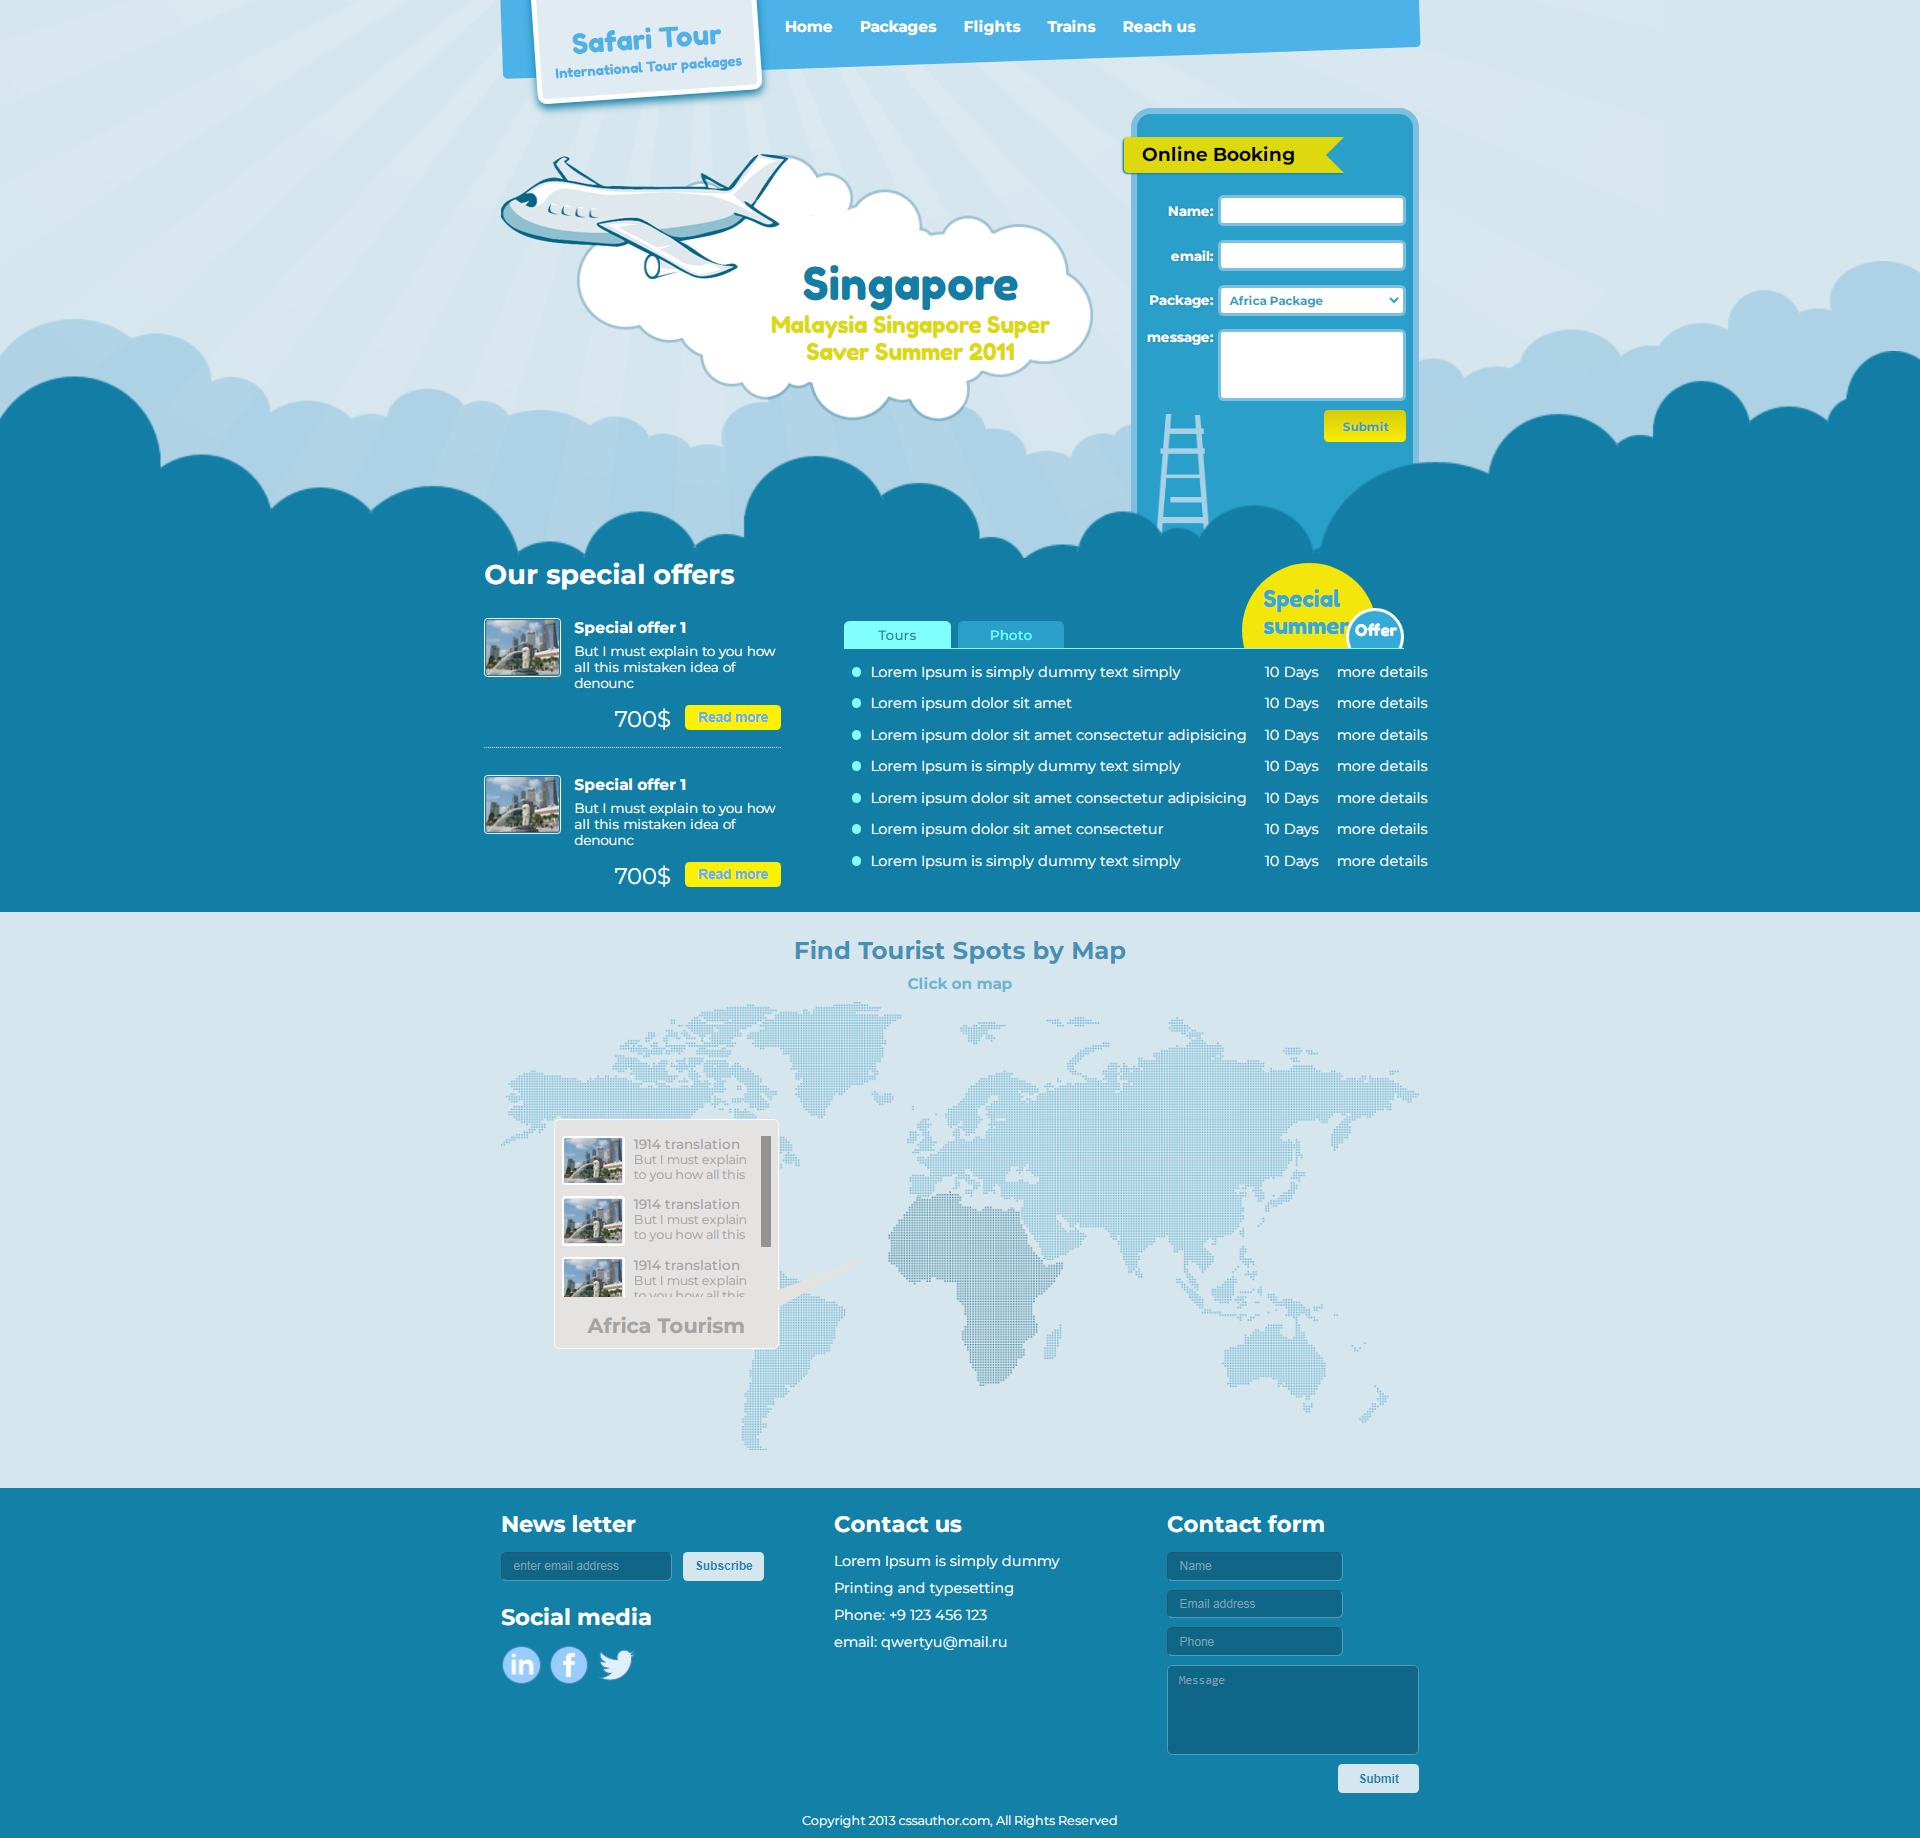 Safari Tour
International Tour packages
Home Packages Flights Trains Reach us
Online Booking
Name:
email:
Package: Africa Package
message:
Submit
Singapore
Malaysia Singapore Super
Saver Summer 2011
Our special offers
Special offer 1
But I must explain to you how
all this mistaken idea of
denounc
700$ Read more
Special offer 1
But I must explain to you how
all this mistaken idea of
denounc
700$ Read more
Special
summer
Offer
Tours Photo
Lorem Ipsum is simply dummy text simply 10 Days more details
Lorem ipsum dolor sit amet 10 Days more details
Lorem ipsum dolor sit amet consectetur adipisicing 10 Days more details
Lorem Ipsum is simply dummy text simply 10 Days more details
Lorem ipsum dolor sit amet consectetur adipisicing 10 Days more details
Lorem ipsum dolor sit amet consectetur 10 Days more details
Lorem Ipsum is simply dummy text simply 10 Days more details
Find Tourist Spots by Map
Click on map
1914 translation
But I must explain
to you how all this
1914 translation
But I must explain
to you how all this
1914 translation
But I must explain
to you how all this
Africa Tourism
News letter
enter email address Subscribe
Social media
in f
Contact us
Lorem Ipsum is simply dummy
Printing and typesetting
Phone: +9 123 456 123
email: qwertyu@mail.ru
Contact form
Name
Email address
Phone
Message
Submit
Copyright 2013 cssauthor.com, All Rights Reserved